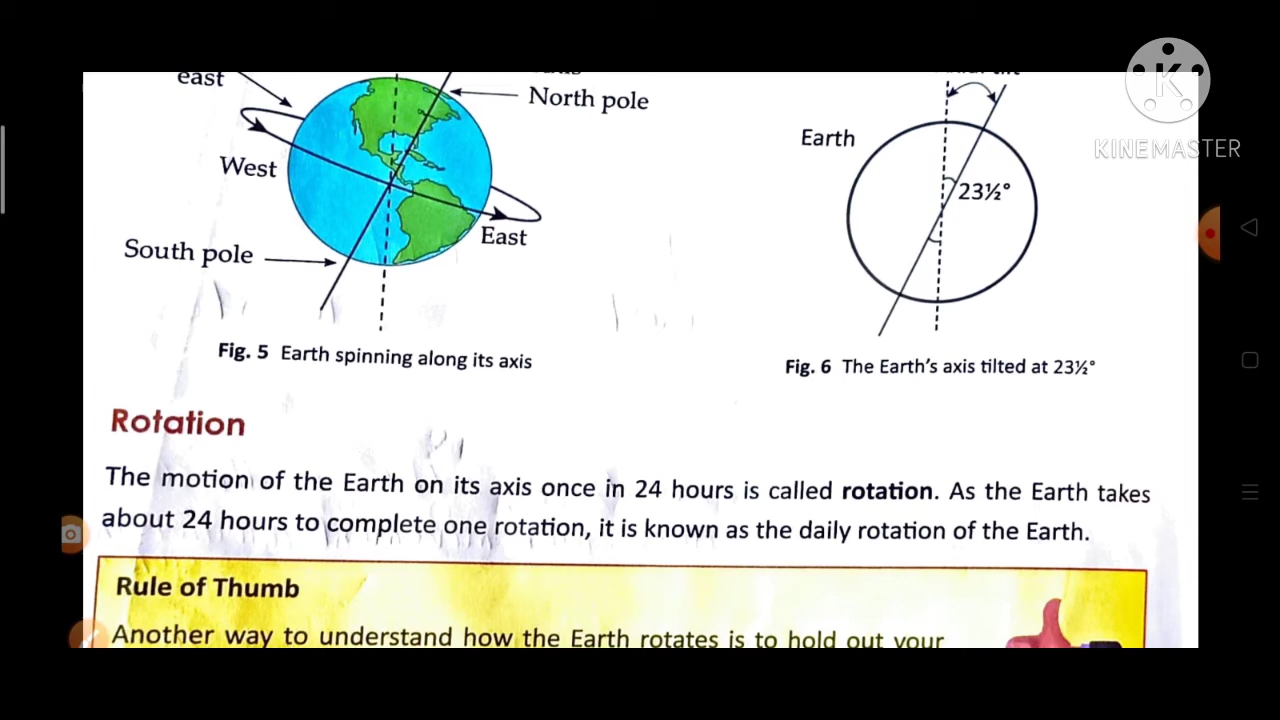 east
North pole
West
East
South pole
Fig. 5 Earth spinning along its axis
Earth
23½°
Fig. 6 The Earth's axis tilted at 23½°
KINEMASTER
Rotation
The motion of the Earth on its axis once in 24 hours is called rotation. As the Earth takes
about 24 hours to complete one rotation, it is known as the daily rotation of the Earth.
Rule of Thumb
Another way to understand how the Earth rotates is to hold out your